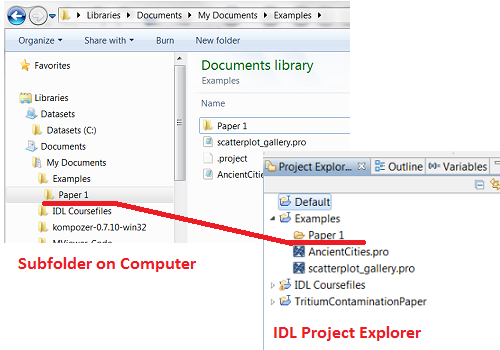 Libraries ▸ Documents ▸ My Documents ▸ Examples ▸
Organize ▾ Share with ▾ Burn New folder
Favorites
Libraries
Datasets
Datasets (C:)
Documents
My Documents
Examples
Paper 1
IDL Coursefiles
kompozer-0.7.10-win32
MViewer Code
Documents library
Examples
Name
Paper 1
scatterplot_gallery.pro
.project
AncientCities
Subfolder on Computer
Project Explor... Outline (x)= Variables
Default
Examples
Paper 1
AncientCities.pro
scatterplot_gallery.pro
IDL Coursefiles
TritiumContaminationPaper
IDL Project Explorer